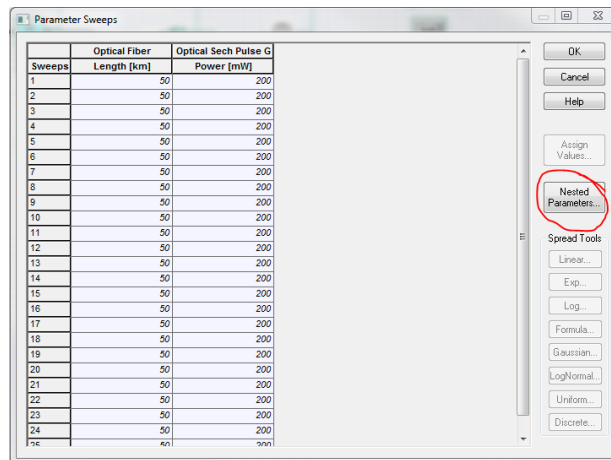 Parameter Sweeps
Optical Fiber Optical Sech Pulse G
Sweeps Length [km] Power [mW]
1 50 200
2 50 200
3 50 200
4 50 200
5 50 200
6 50 200
7 50 200
8 50 200
9 50 200
10 50 200
11 50 200
12 50 200
13 50 200
14 50 200
15 50 200
16 50 200
17 50 200
18 50 200
19 50 200
20 50 200
21 50 200
22 50 200
23 50 200
24 50 200
25 50 200
OK
Cancel
Help
Assign
Values...
Nested
Parameters...
Spread Tools
Linear...
Exp...
Log...
Formula...
Gaussian...
LogNormal...
Uniform...
Discrete...